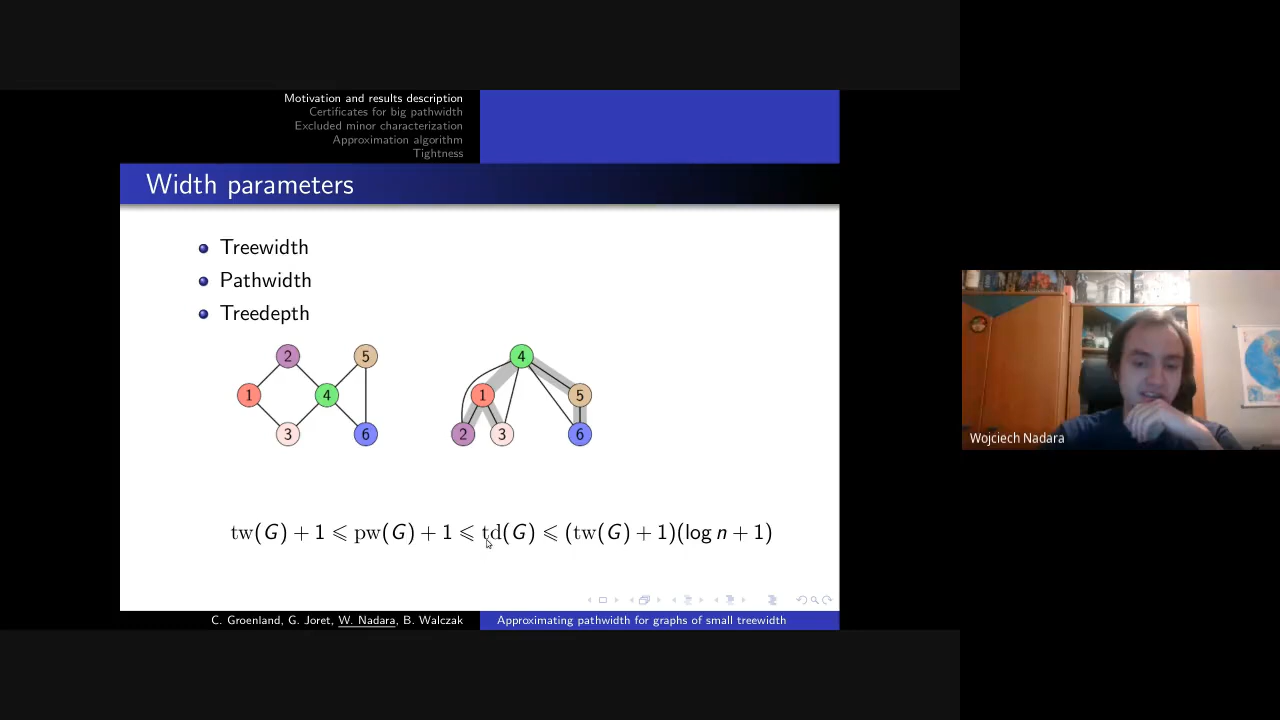 Motivation and results description
Certificates for big pathwidth
Excluded minor characterization
Approximation algorithm
Tightness
Width parameters
Treewidth
Pathwidth
Treedepth
2 5
1 4
3 6
4
1 5
2 3 6
tw(G) + 1 ⩽ pw(G) + 1 ⩽ td(G) ⩽ (tw(G) + 1)(log n + 1)
C. Groenland, G. Joret, W. Nadara, B. Walczak
Approximating pathwidth for graphs of small treewidth
Wojciech Nadara